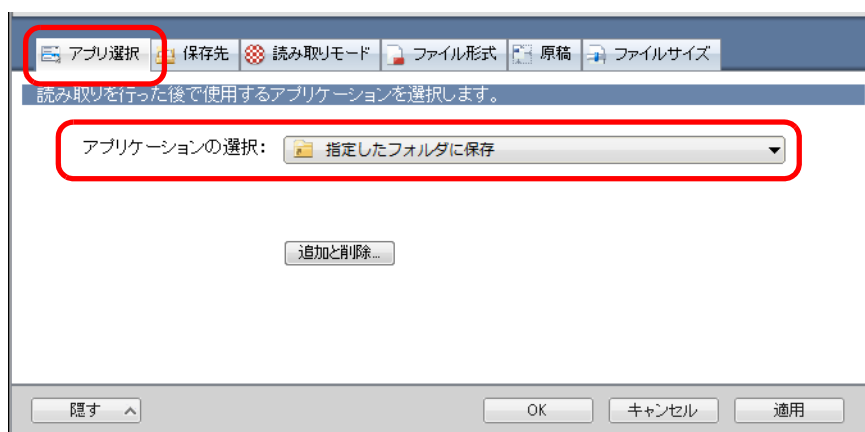 アプリ選択 保存先 読み取りモード ファイル形式 原稿 ファイルサイズ
読み取りを行った後で使用するアプリケーションを選択します。
アプリケーションの選択: 指定したフォルダに保存
追加と削除...
隠す OK キャンセル 適用